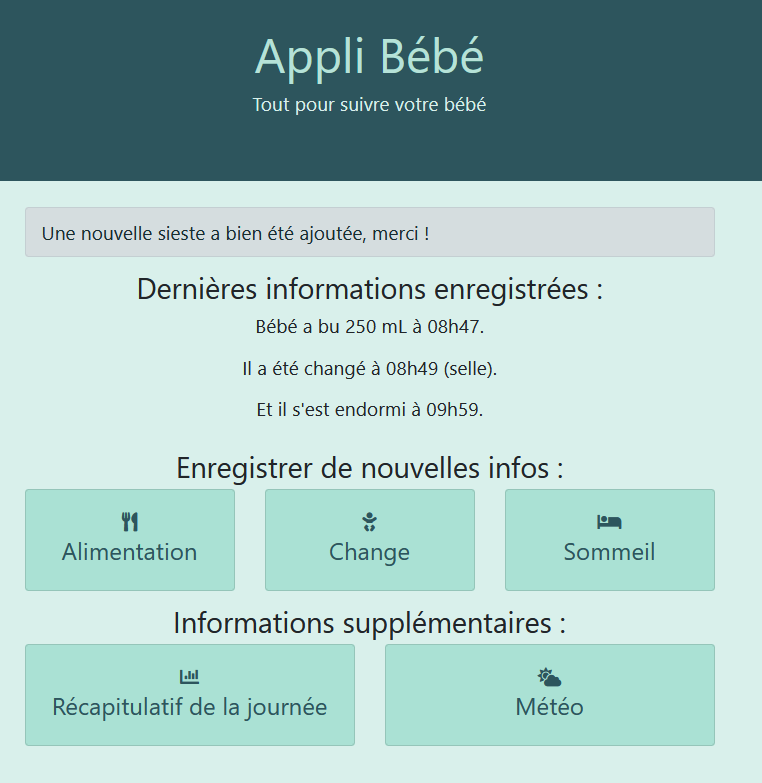 Appli Bébé
Tout pour suivre votre bébé
Une nouvelle sieste a bien été ajoutée, merci !
Dernières informations enregistrées :
Bébé a bu 250 mL à 08h47.
Il a été changé à 08h49 (selle).
Et il s'est endormi à 09h59.
Enregistrer de nouvelles infos :
Alimentation
Change
Sommeil
Informations supplémentaires :
Récapitulatif de la journée
Météo